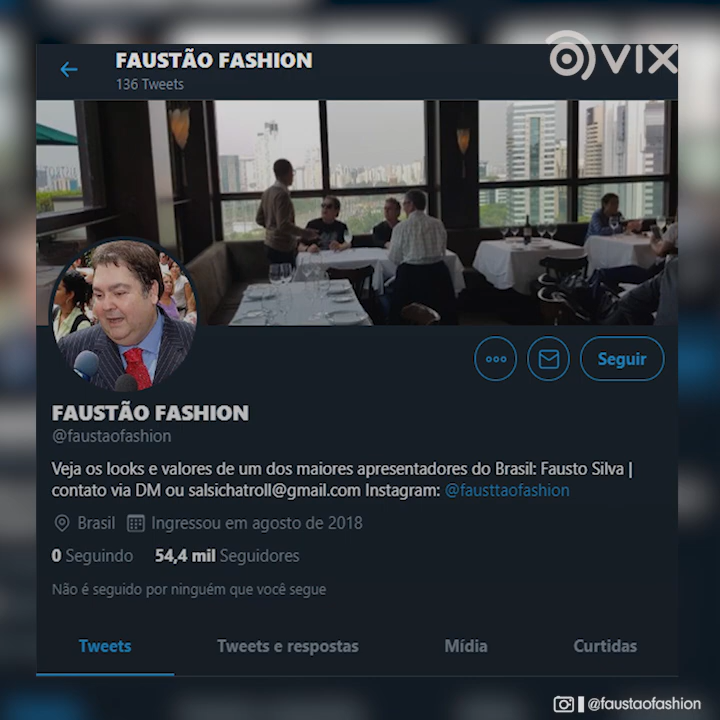 FAUSTÃO FASHION
136 Tweets
VIX
Seguir
FAUSTÃO FASHION
@faustaofashion
Veja os looks e valores de um dos maiores apresentadores do Brasil: Fausto Silva |
contato via DM ou salsichatroll@gmail.com Instagram: @fausttaofashion
Brasil Ingressou em agosto de 2018
0 Seguindo 54,4 mil Seguidores
Não é seguido por ninguém que você segue
Tweets Tweets e respostas Mídia Curtidas
@faustaofashion